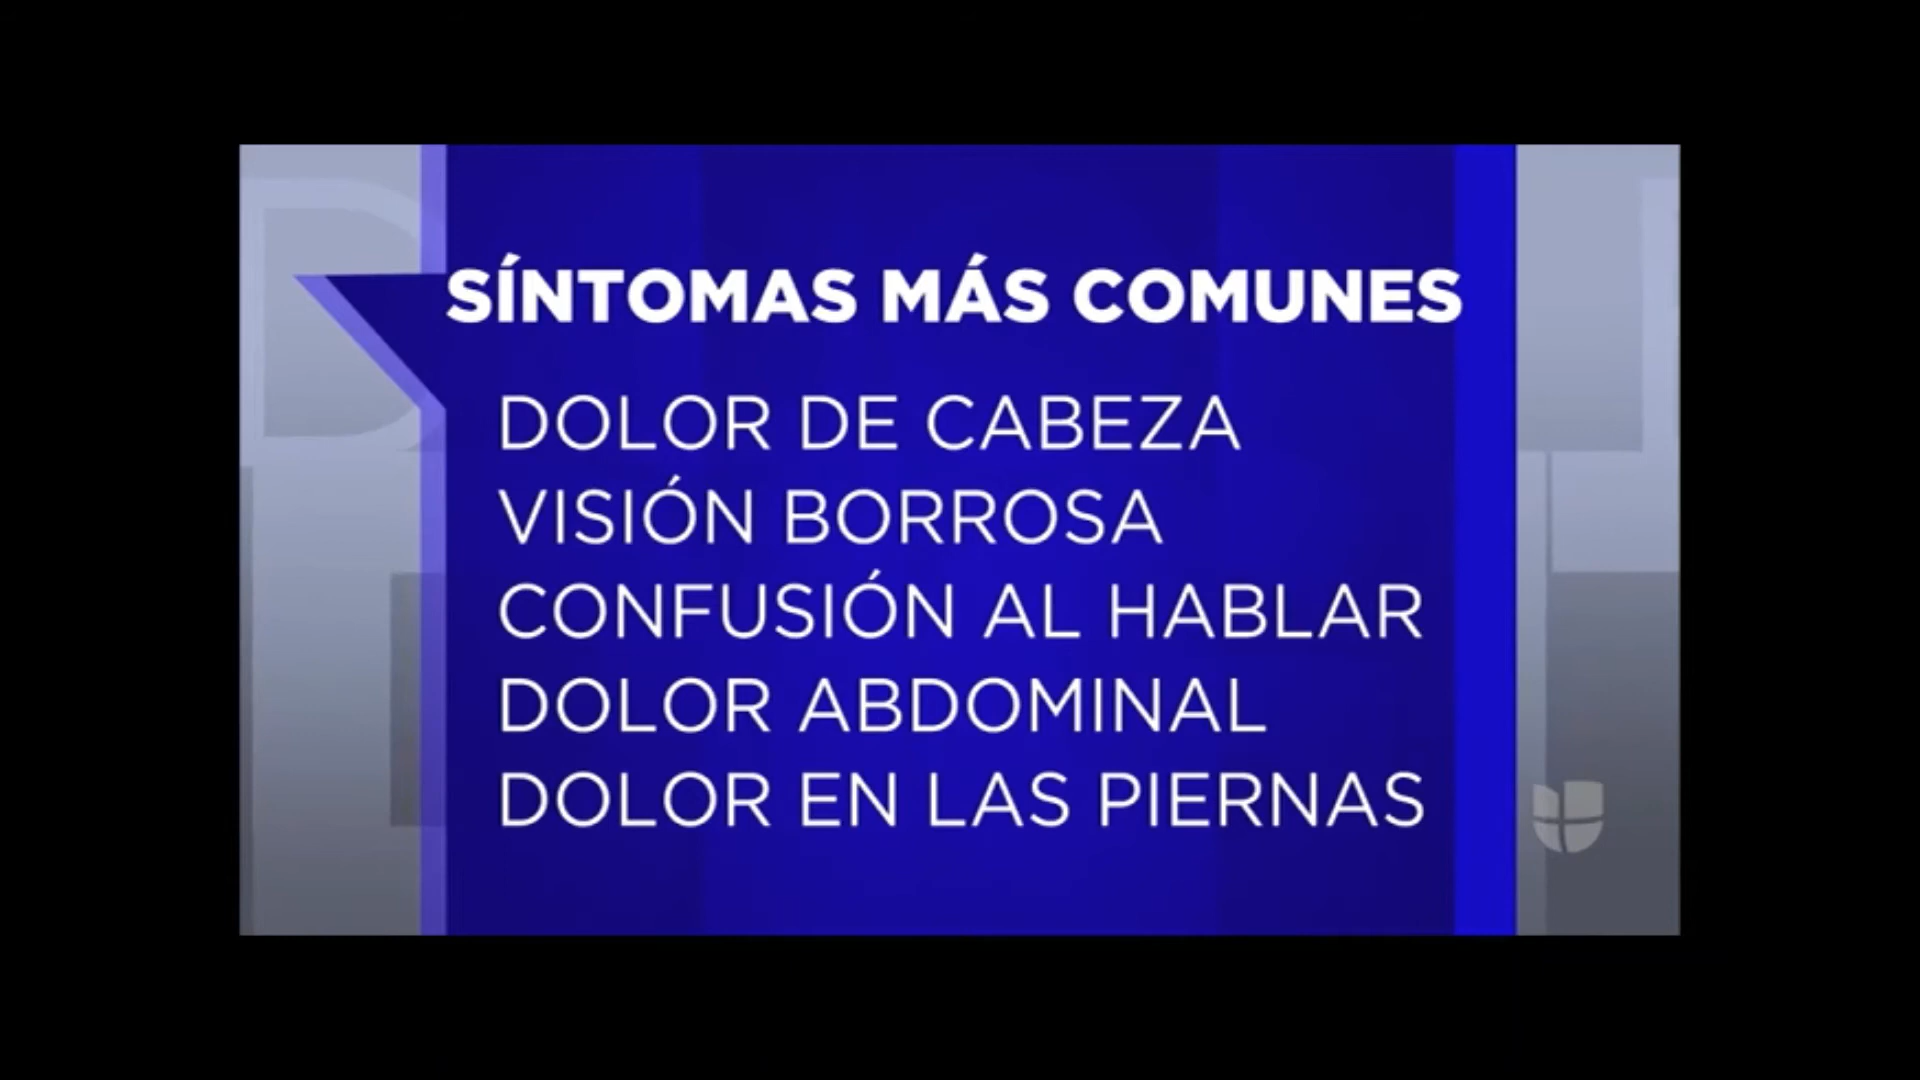 SÍNTOMAS MÁS COMUNES
DOLOR DE CABEZA
VISIÓN BORROSA
CONFUSIÓN AL HABLAR
DOLOR ABDOMINAL
DOLOR EN LAS PIERNAS